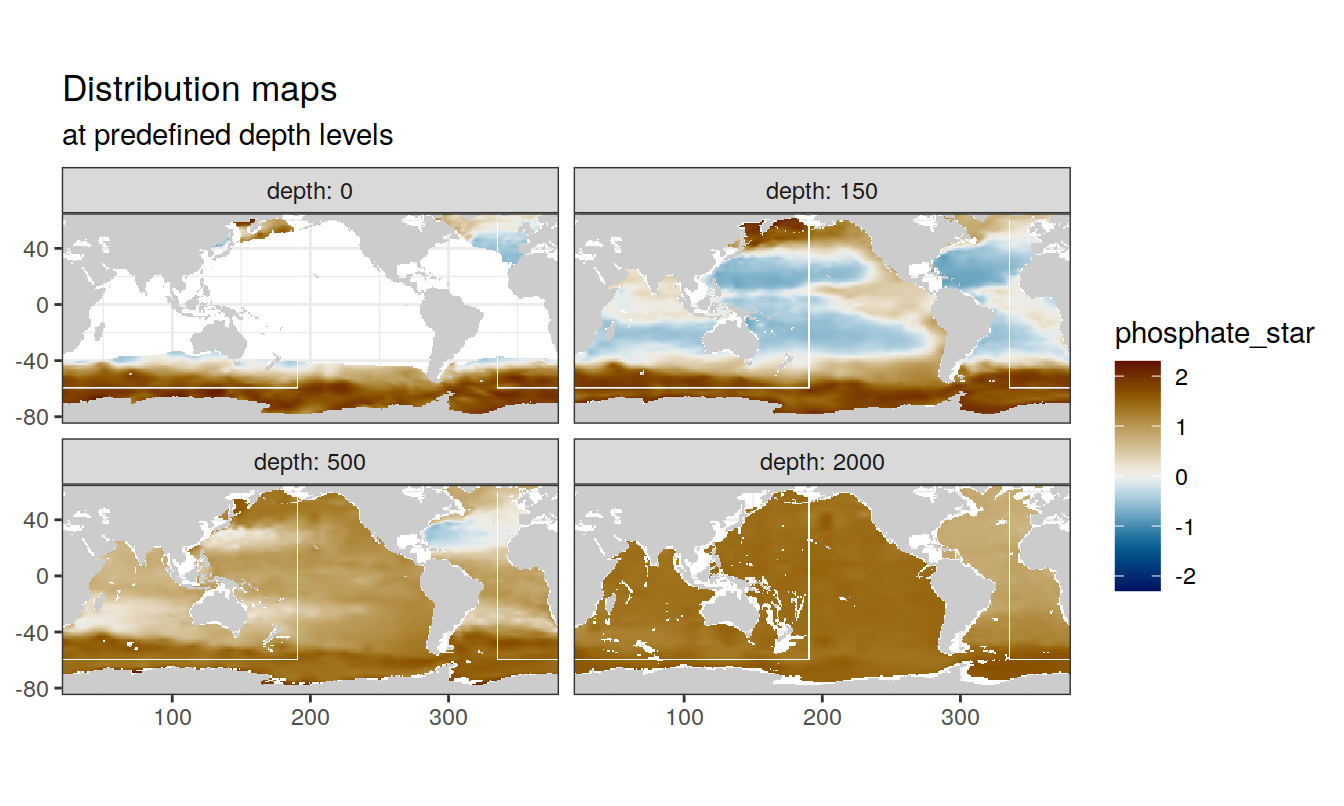 Distribution maps
at predefined depth levels
depth: 0
depth: 150
40
0
-40
-80
depth: 500
depth: 2000
40
0
-40
-80
100
200
300
100
200
300
phosphate_star
2
1
0
-1
-2